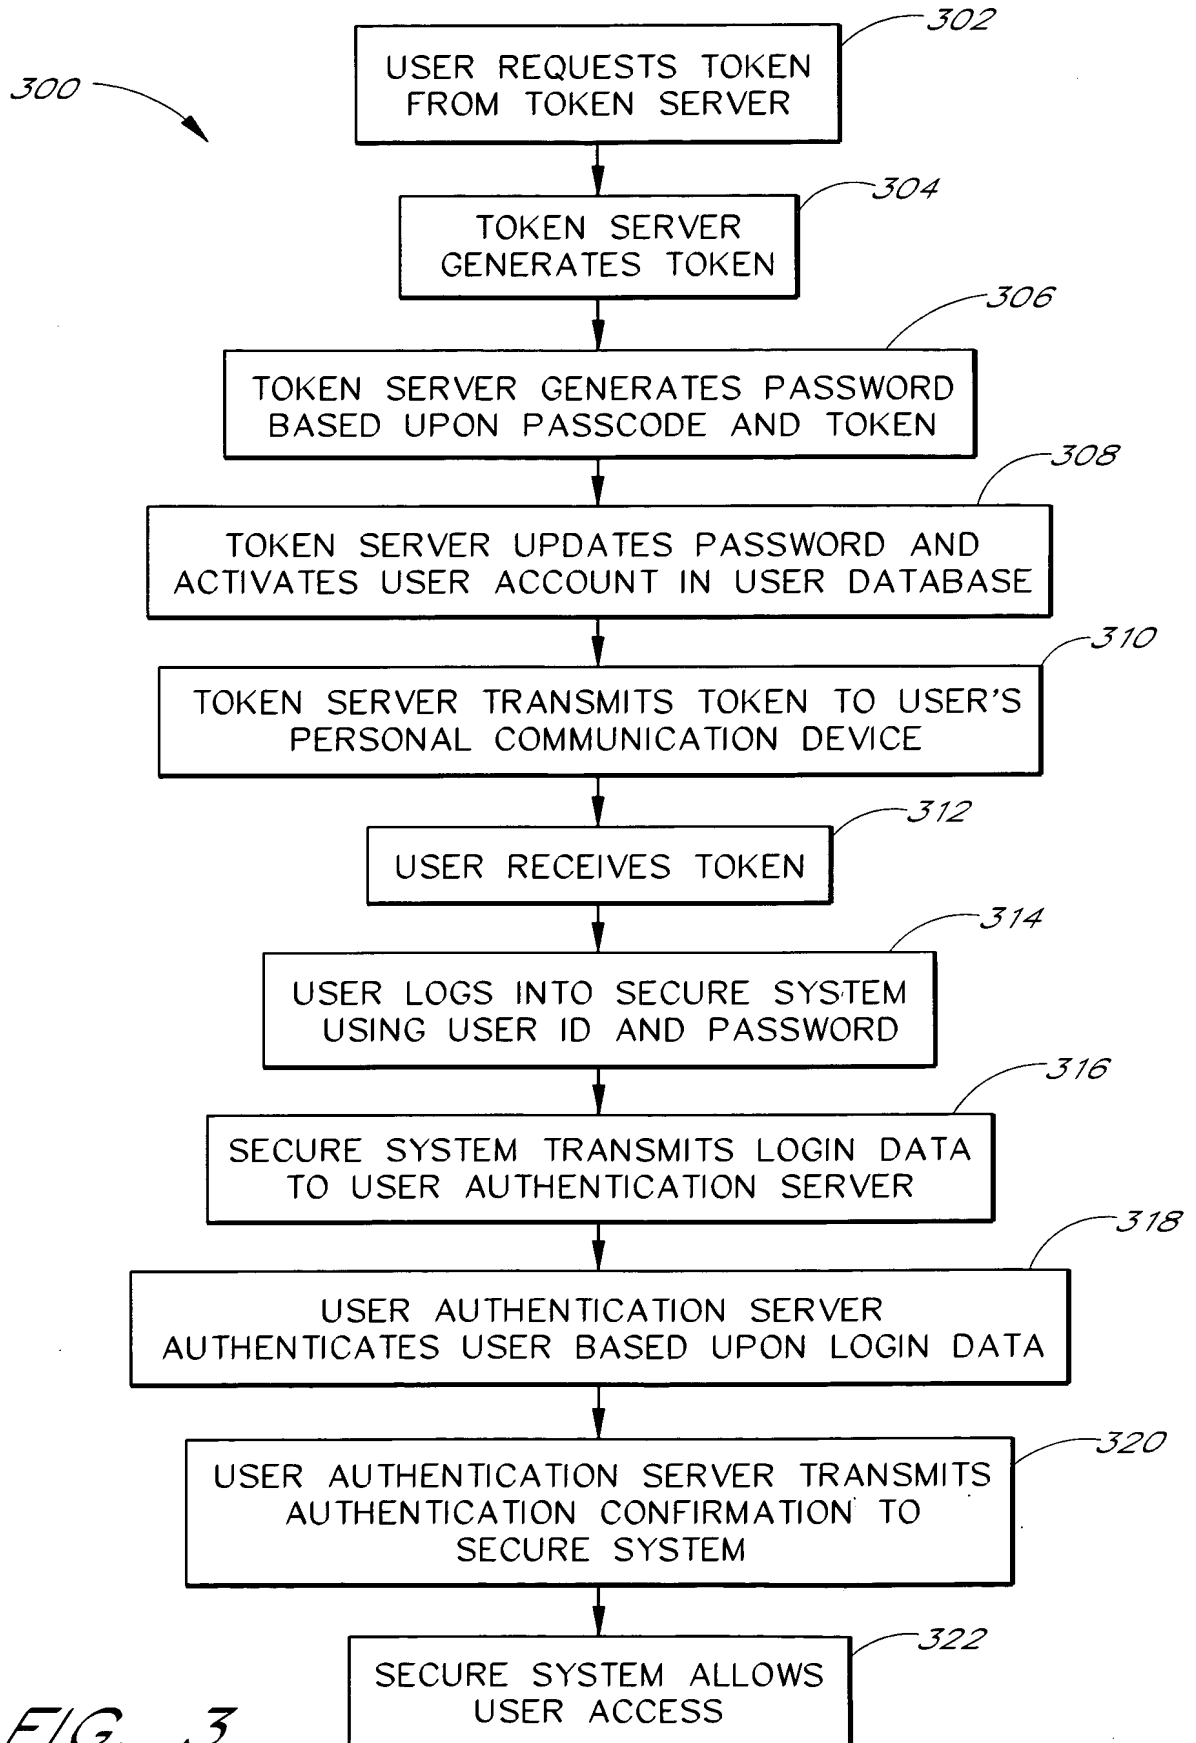 302
USER REQUESTS TOKEN
FROM TOKEN SERVER
300
304
TOKEN SERVER
GENERATES TOKEN
306
TOKEN SERVER GENERATES PASSWORD
BASED UPON PASSCODE AND TOKEN
308
TOKEN SERVER UPDATES PASSWORD AND
ACTIVATES USER ACCOUNT IN USER DATABASE
310
TOKEN SERVER TRANSMITS TOKEN TO USER'S
PERSONAL COMMUNICATION DEVICE
312
USER RECEIVES TOKEN
314
USER LOGS INTO SECURE SYSTEM
USING USER ID AND PASSWORD
316
SECURE SYSTEM TRANSMITS LOGIN DATA
TO USER AUTHENTICATION SERVER
318
USER AUTHENTICATION SERVER
AUTHENTICATES USER BASED UPON LOGIN DATA
320
USER AUTHENTICATION SERVER TRANSMITS
AUTHENTICATION CONFIRMATION TO
SECURE SYSTEM
322
SECURE SYSTEM ALLOWS
USER ACCESS
FIG. 3